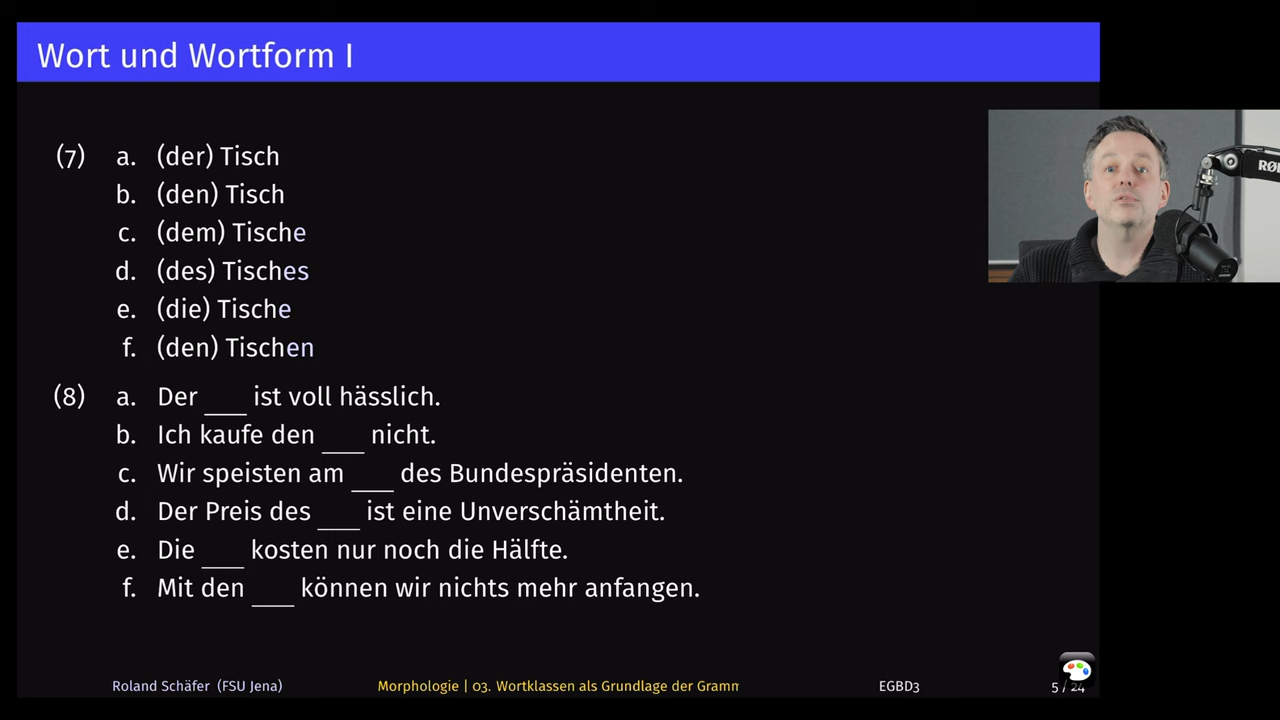 Wort und Wortform I
(7) a. (der) Tisch
b. (den) Tisch
c. (dem) Tische
d. (des) Tisches
e. (die) Tische
f. (den) Tischen
(8) a. Der ___ ist voll hässlich.
b. Ich kaufe den ___ nicht.
c. Wir speisten am ___ des Bundespräsidenten.
d. Der Preis des ___ ist eine Unverschämtheit.
e. Die ___ kosten nur noch die Hälfte.
f. Mit den ___ können wir nichts mehr anfangen.
Roland Schäfer (FSU Jena) Morphologie | 03. Wortklassen als Grundlage der Gramm EGBD3 5 / 24